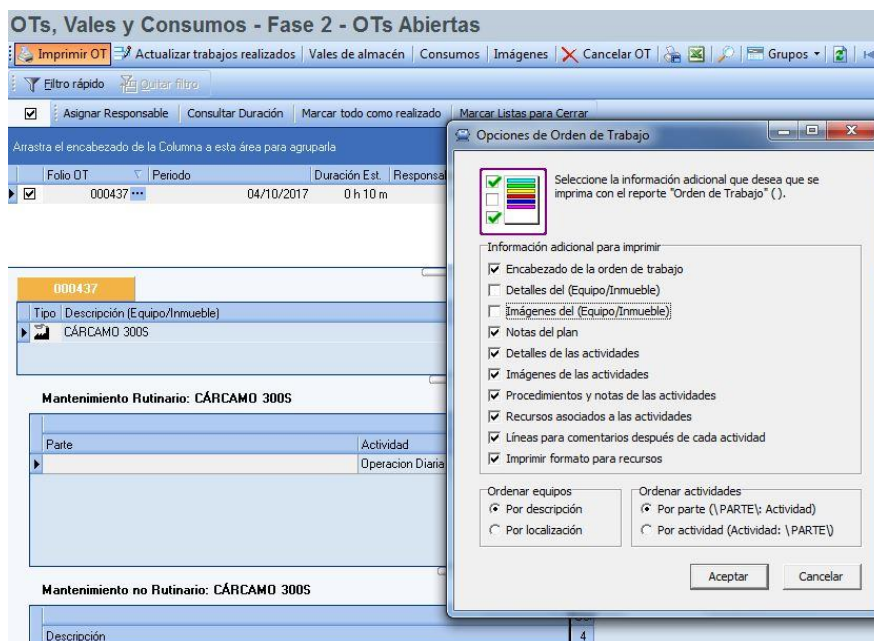 OTs, Vales y Consumos - Fase 2 - OTs Abiertas
Imprimir OT Actualizar trabajos realizados Vales de almacén Consumos Imágenes Cancelar OT Grupos
Filtro rápido Quitar filtro
Asignar Responsable Consultar Duración Marcar todo como realizado Marcar Listas para Cerrar
Arrastra el encabezado de la Columna a esta área para agruparla
Folio OT Periodo Duración Est. Responsal
000437 ... 04/10/2017 0 h 10 m
000437
Tipo Descripción (Equipo/Inmueble)
CÁRCAMO 300S
Mantenimiento Rutinario: CÁRCAMO 300S
Parte Actividad
Operacion Diaria
Mantenimiento no Rutinario: CÁRCAMO 300S
Descripción 4
Opciones de Orden de Trabajo
Seleccione la información adicional que desea que se
imprima con el reporte "Orden de Trabajo" ( ).
Información adicional para imprimir
Encabezado de la orden de trabajo
Detalles del (Equipo/Inmueble)
Imágenes del (Equipo/Inmueble)
Notas del plan
Detalles de las actividades
Imágenes de las actividades
Procedimientos y notas de las actividades
Recursos asociados a las actividades
Líneas para comentarios después de cada actividad
Imprimir formato para recursos
Ordenar equipos
Por descripción
Por localización
Ordenar actividades
Por parte (\PARTE\: Actividad)
Por actividad (Actividad: \PARTE\)
Aceptar Cancelar